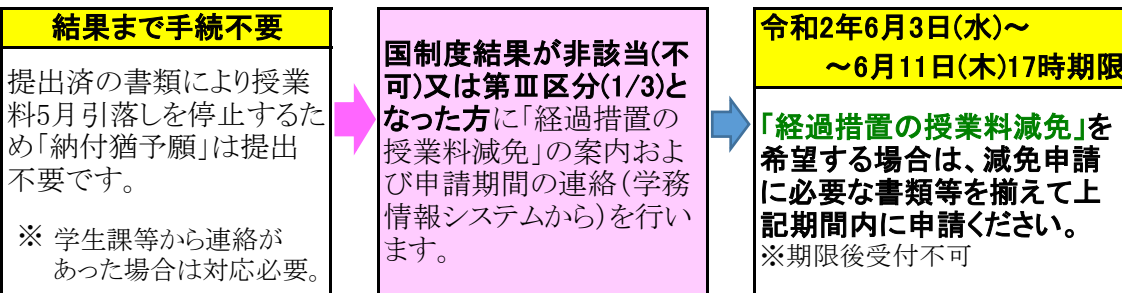 結果まで手続不要
提出済の書類により授業
料5月引落しを停止するた
め「納付猶予願」は提出
不要です。
※ 学生課等から連絡が
あった場合は対応必要。
国制度結果が非該当(不
可)又は第Ⅲ区分(1/3)と
なった方に「経過措置の
授業料減免」の案内およ
び申請期間の連絡(学務
情報システムから)を行い
ます。
令和2年6月3日(水)~
~6月11日(木)17時期限
「経過措置の授業料減免」を
希望する場合は、減免申請
に必要な書類等を揃えて上
記期間内に申請ください。
※期限後受付不可